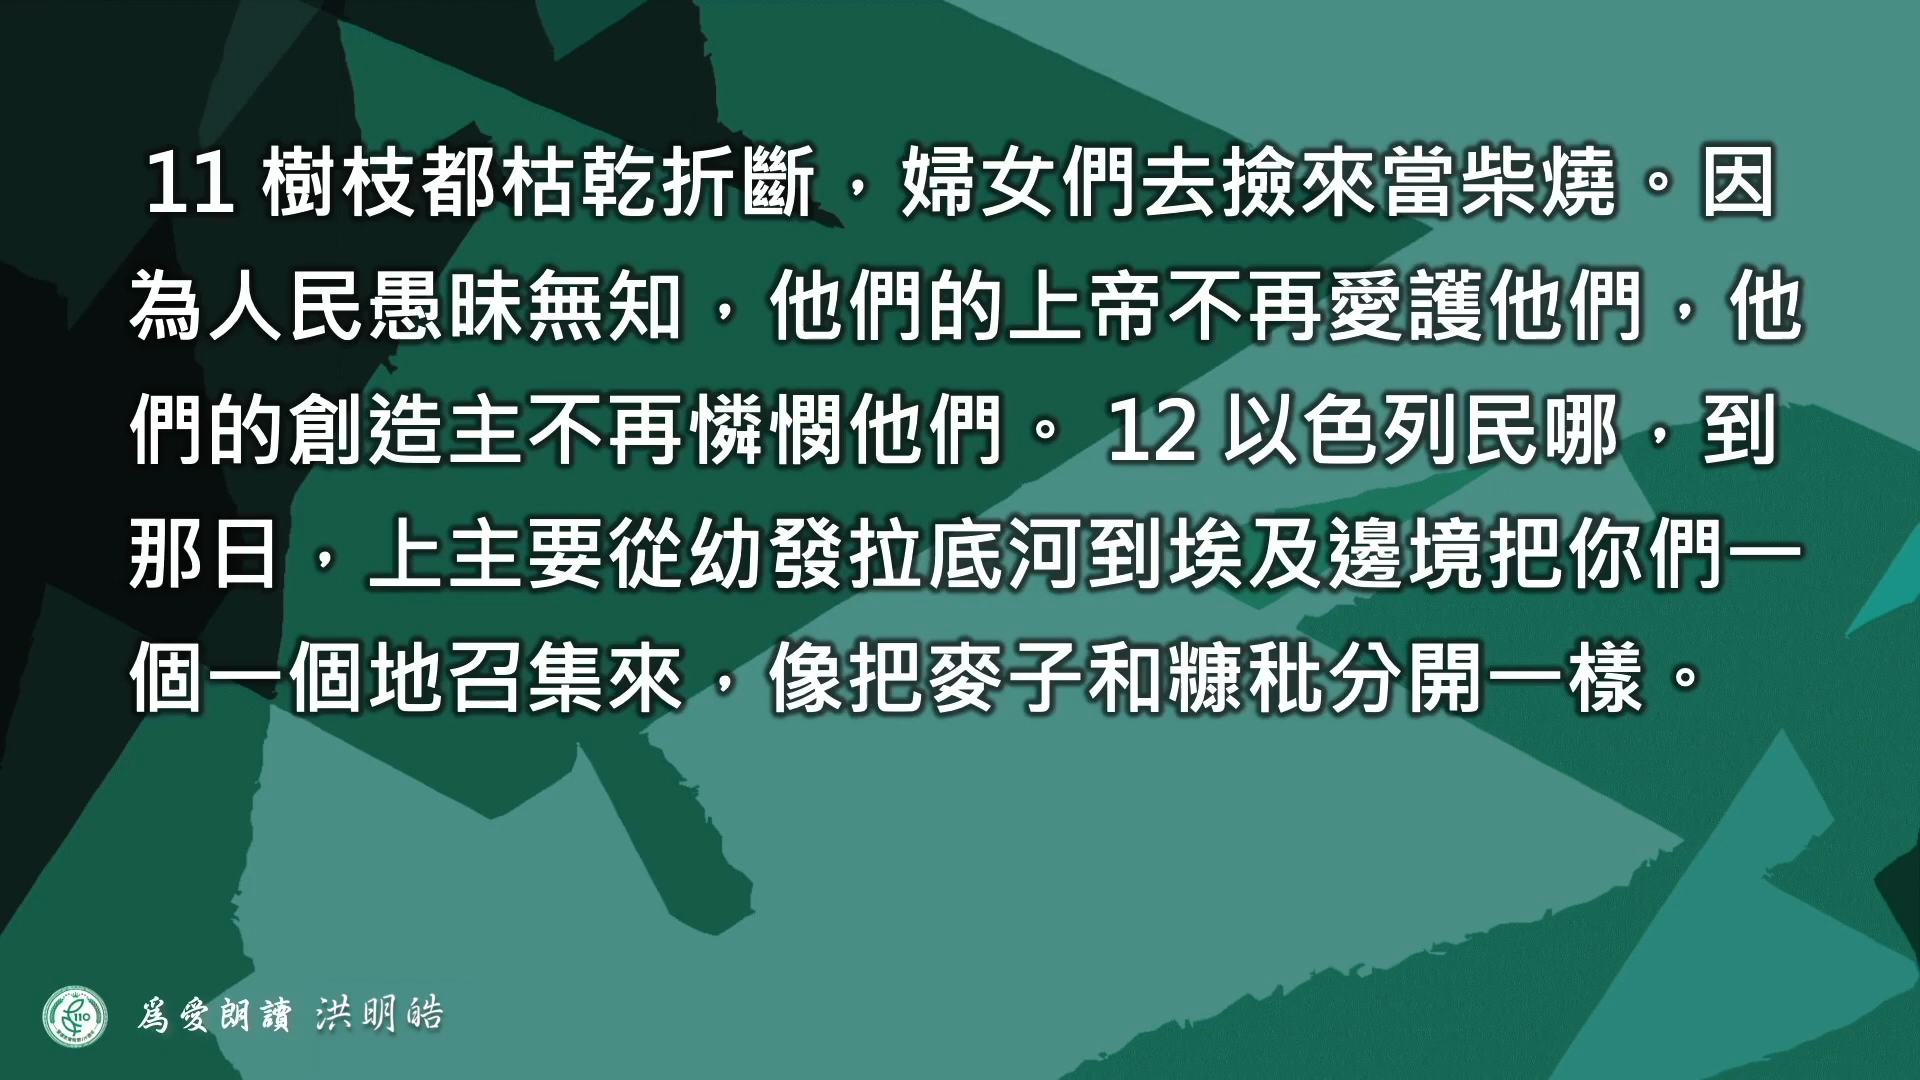 11 樹枝都枯乾折斷，婦女們去撿來當柴燒。因
為人民愚昧無知，他們的上帝不再愛護他們，他
們的創造主不再憐憫他們。 12 以色列民哪，到
那日，上主要從幼發拉底河到埃及邊境把你們一
個一個地召集來，像把麥子和糠秕分開一樣。
110
為愛朗讀 洪明皓